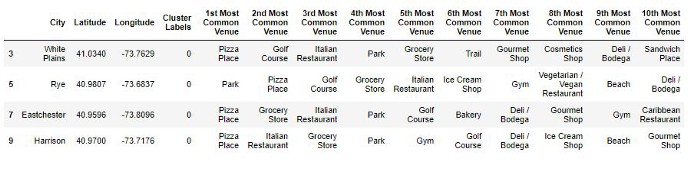 City Latitude Longitude Cluster Labels 1st Most Common Venue 2nd Most Common Venue 3rd Most Common Venue 4th Most Common Venue 5th Most Common Venue 6th Most Common Venue 7th Most Common Venue 8th Most Common Venue 9th Most Common Venue 10th Most Common Venue
3 White Plains 41.0340 -73.7629 0 Pizza Place Golf Course Italian Restaurant Park Grocery Store Trail Gourmet Shop Cosmetics Shop Deli / Bodega Sandwich Place
5 Rye 40.9807 -73.6837 0 Park Pizza Place Golf Course Grocery Store Italian Restaurant Ice Cream Shop Gym Vegetarian / Vegan Restaurant Beach Deli / Bodega
7 Eastchester 40.9596 -73.8096 0 Pizza Place Grocery Store Italian Restaurant Park Golf Course Bakery Deli / Bodega Gourmet Shop Gym Caribbean Restaurant
9 Harrison 40.9700 -73.7176 0 Pizza Place Italian Restaurant Grocery Store Park Gym Golf Course Deli / Bodega Ice Cream Shop Beach Gourmet Shop